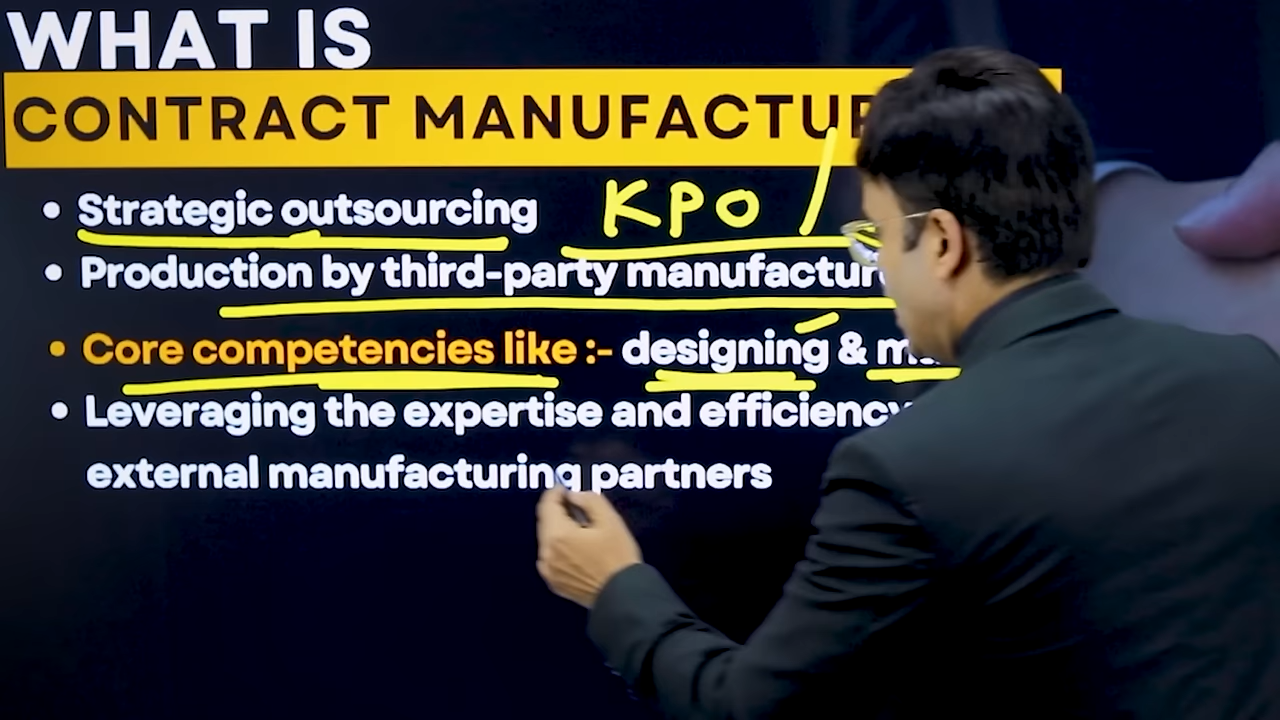 WHAT IS
CONTRACT MANUFACTU
• Strategic outsourcing KPO /
• Production by third-party manufactur
• Core competencies like :- designing &
• Leveraging the expertise and efficiency
external manufacturing partners